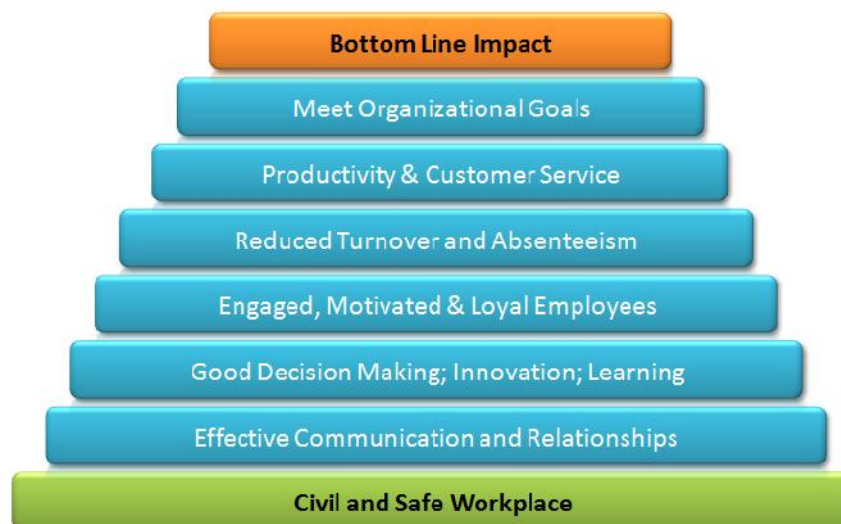 Bottom Line Impact
Meet Organizational Goals
Productivity & Customer Service
Reduced Turnover and Absenteeism
Engaged, Motivated & Loyal Employees
Good Decision Making; Innovation; Learning
Effective Communication and Relationships
Civil and Safe Workplace